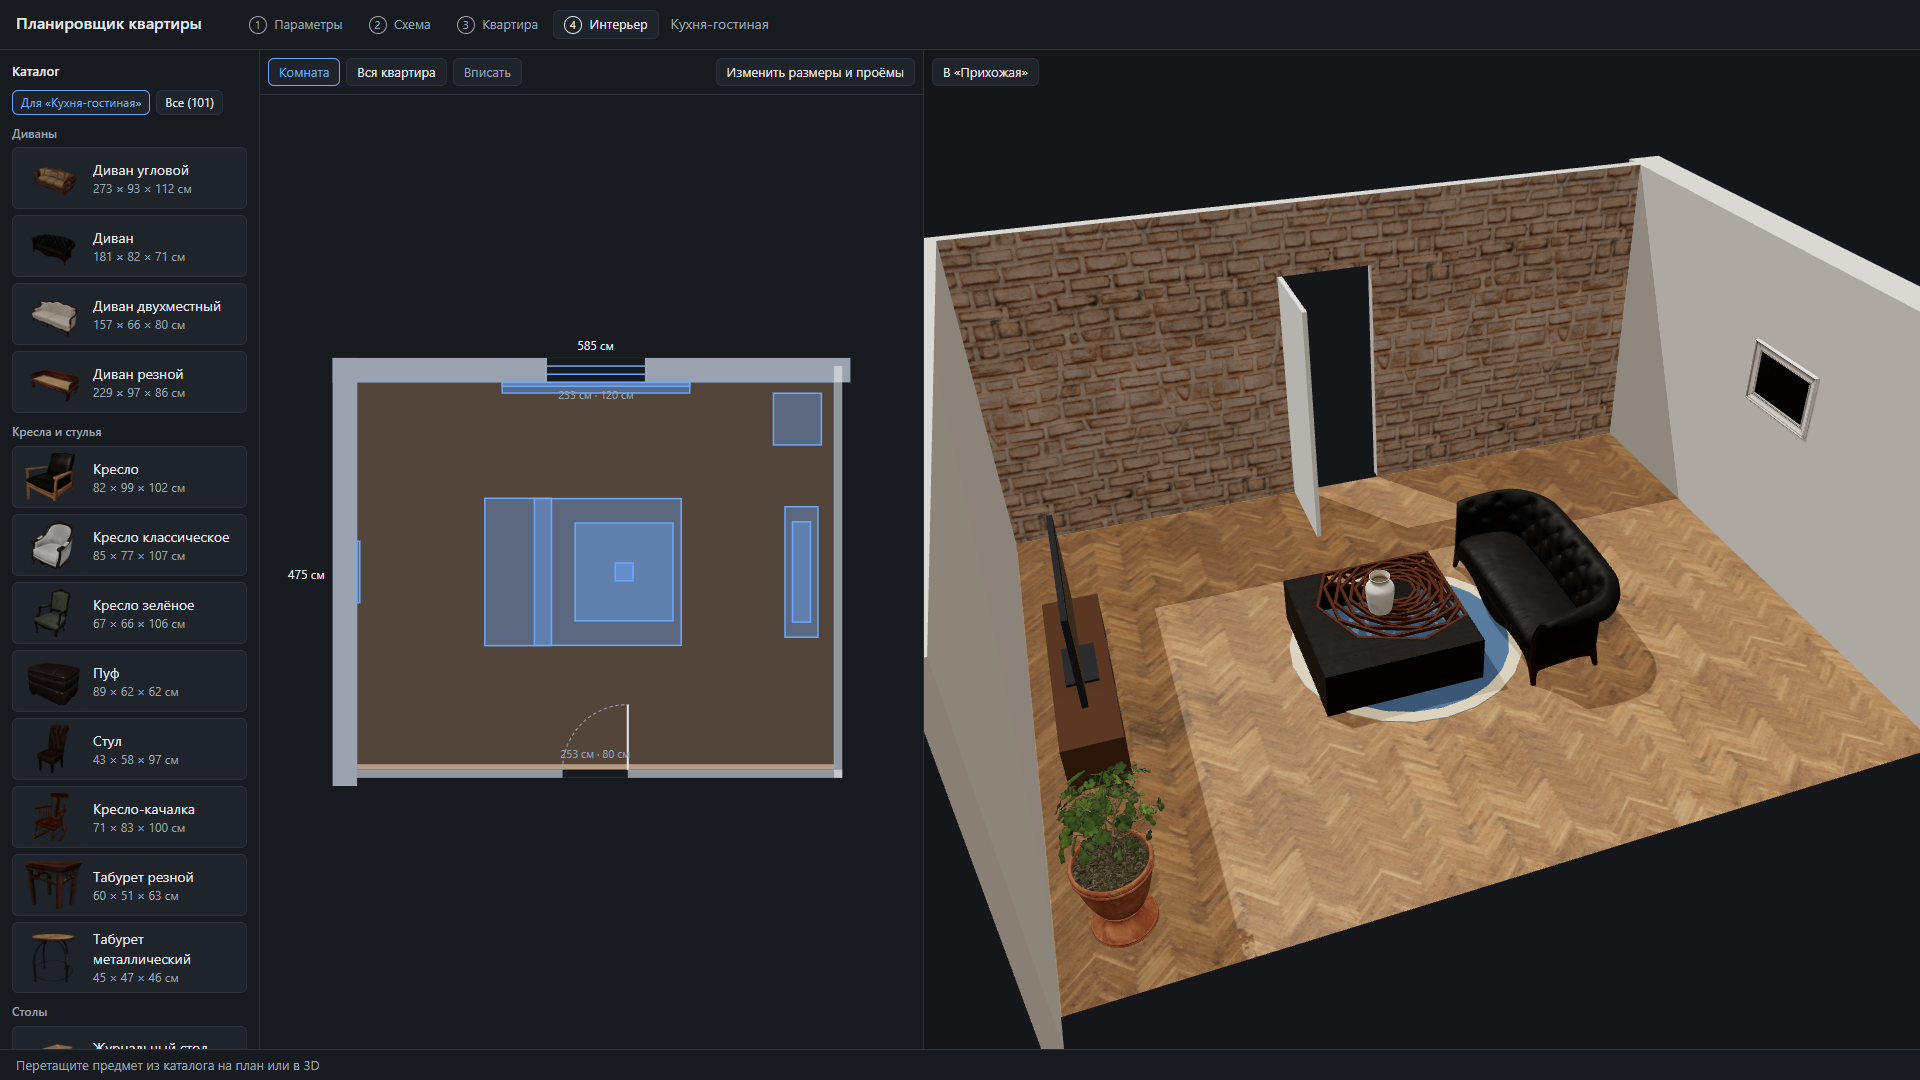 Планировщик квартиры
1 Параметры
2 Схема
3 Квартира
4 Интерьер
Кухня-гостиная
Каталог
Для «Кухня-гостиная»
Все (101)
Диваны
Диван угловой
273 × 93 × 112 см
Диван
181 × 82 × 71 см
Диван двухместный
157 × 66 × 80 см
Диван резной
229 × 97 × 86 см
Кресла и стулья
Кресло
82 × 99 × 102 см
Кресло классическое
85 × 77 × 107 см
Кресло зелёное
67 × 66 × 106 см
Пуф
89 × 62 × 62 см
Стул
43 × 58 × 97 см
Кресло-качалка
71 × 83 × 100 см
Табурет резной
60 × 51 × 63 см
Табурет
металлический
45 × 47 × 46 см
Столы
Журнальный стол
Комната
Вся квартира
Вписать
Изменить размеры и проёмы
585 см
233 см · 120 см
475 см
253 см · 80 см
В «Прихожая»
Перетащите предмет из каталога на план или в 3D